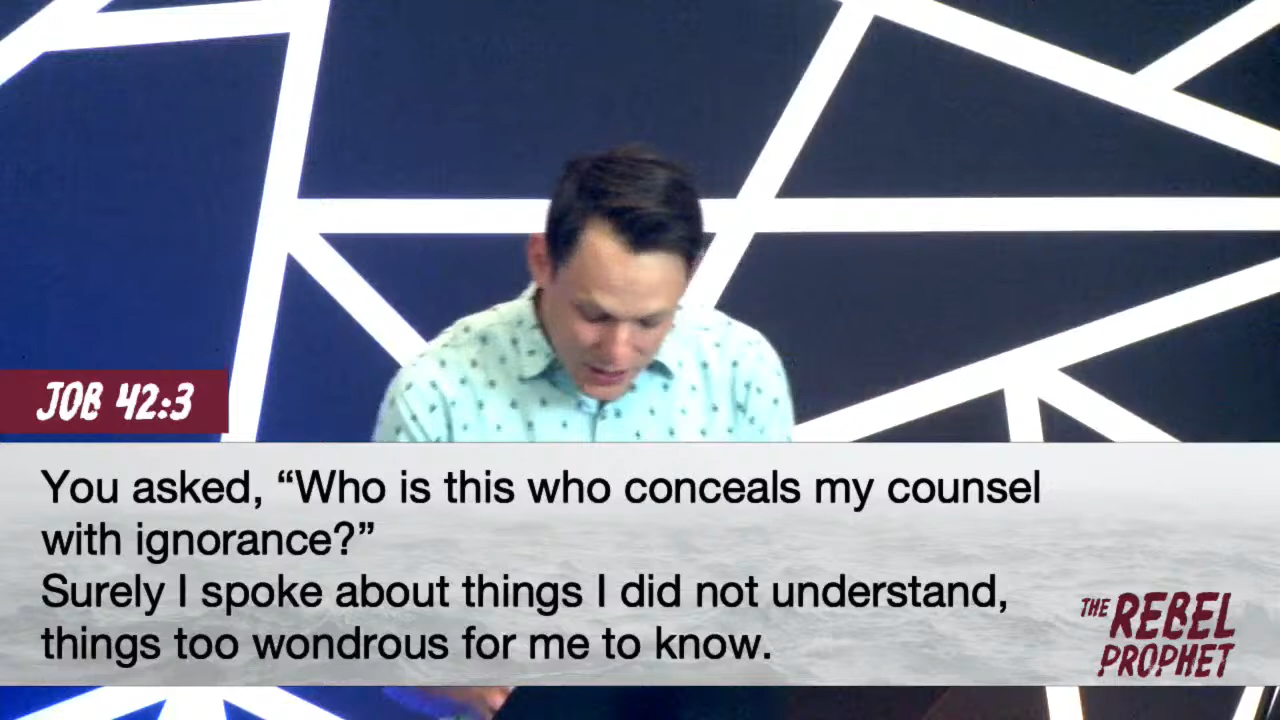 JOB 42:3
You asked, “Who is this who conceals my counsel
with ignorance?”
Surely I spoke about things I did not understand,
things too wondrous for me to know.
THE REBEL
PROPHET